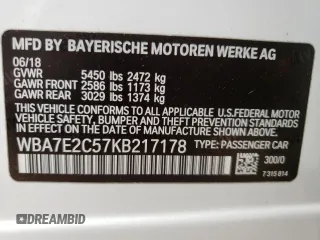 MFD BY BAYERISCHE MOTOREN WERKE AG
06/18
GVWR 5450 lbs 2472 kg
GAWR FRONT 2586 lbs 1173 kg
GAWR REAR 3029 lbs 1374 kg
THIS VEHICLE CONFORMS TO ALL APPLICABLE U.S.FEDERAL
MOTOR VEHICLE SAFETY, BUMPER, AND THEFT PREVENTION
STANDARDS IN EFFECT ON THE DATE OF MANUFACTURE SHOWN ABOVE.
WBA7E2C57KB217178 TYPE: PASSENGER CAR
300/0
7 315 814
DEALERSCLOUD